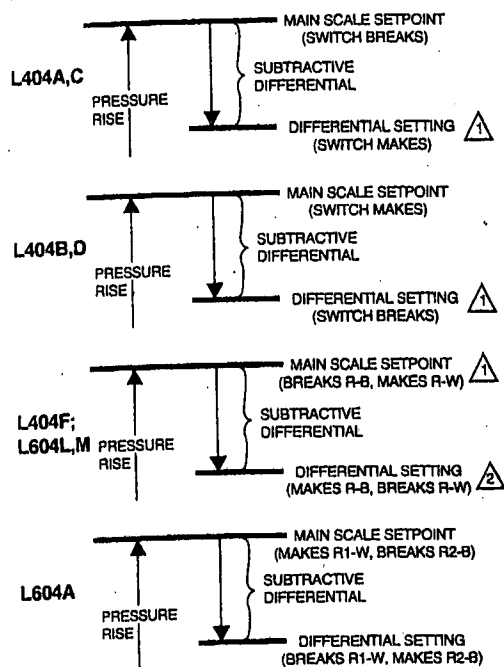 MAIN SCALE SETPOINT
(SWITCH BREAKS)
L404A,C
SUBTRACTIVE
DIFFERENTIAL
PRESSURE
RISE
DIFFERENTIAL SETTING 1
(SWITCH MAKES)
MAIN SCALE SETPOINT
(SWITCH MAKES)
L404B,D
SUBTRACTIVE
DIFFERENTIAL
PRESSURE
RISE
DIFFERENTIAL SETTING 1
(SWITCH BREAKS)
MAIN SCALE SETPOINT 1
(BREAKS R-B, MAKES R-W)
L404F;
L604L,M
SUBTRACTIVE
DIFFERENTIAL
PRESSURE
RISE
DIFFERENTIAL SETTING 2
(MAKES R-B, BREAKS R-W)
MAIN SCALE SETPOINT
(MAKES R1-W, BREAKS R2-B)
L604A
SUBTRACTIVE
DIFFERENTIAL
PRESSURE
RISE
DIFFERENTIAL SETTING
(BREAKS R1-W, MAKES R2-B)